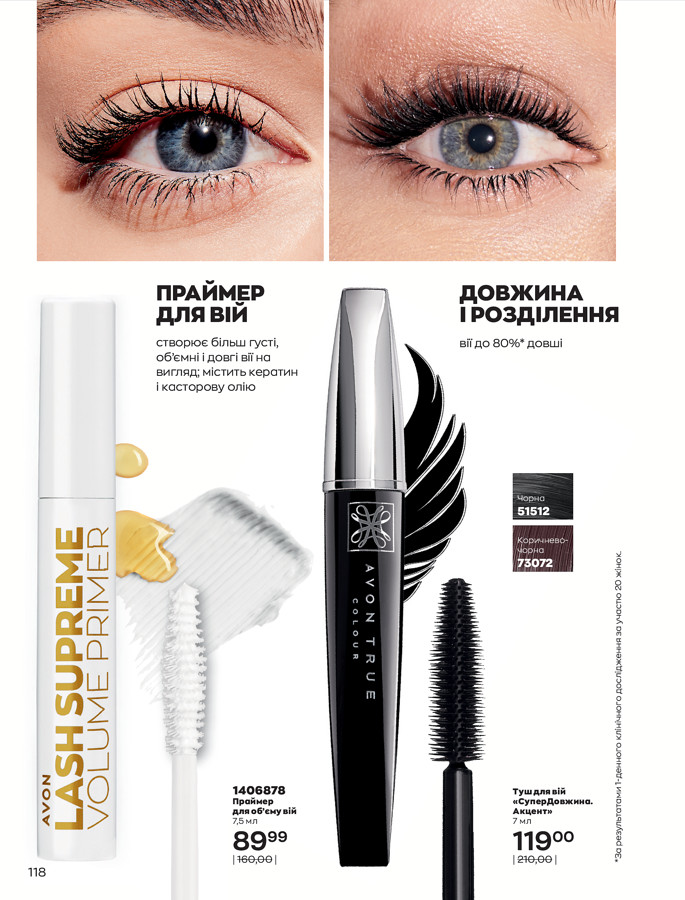 ПРАЙМЕР
ДЛЯ ВІЙ
створює більш густі,
об'ємні і довгі вії на
вигляд; містить кератин
і касторову олію
ДОВЖИНА
І РОЗДІЛЕННЯ
вії до 80%* довші
Чорна
51512
Коричнево-
чорна
73072
AVON
LASH SUPREME
VOLUME PRIMER
AVON TRUE
COLOUR
1406878
Праймер
для об'єму вій
7,5 мл
8999
| 160,00 |
Туш для вій
«СуперДовжина.
Акцент»
7 мл
11900
| 210,00 |
*За результатами 1-денного клінічного дослідження за участю 20 жінок.
118